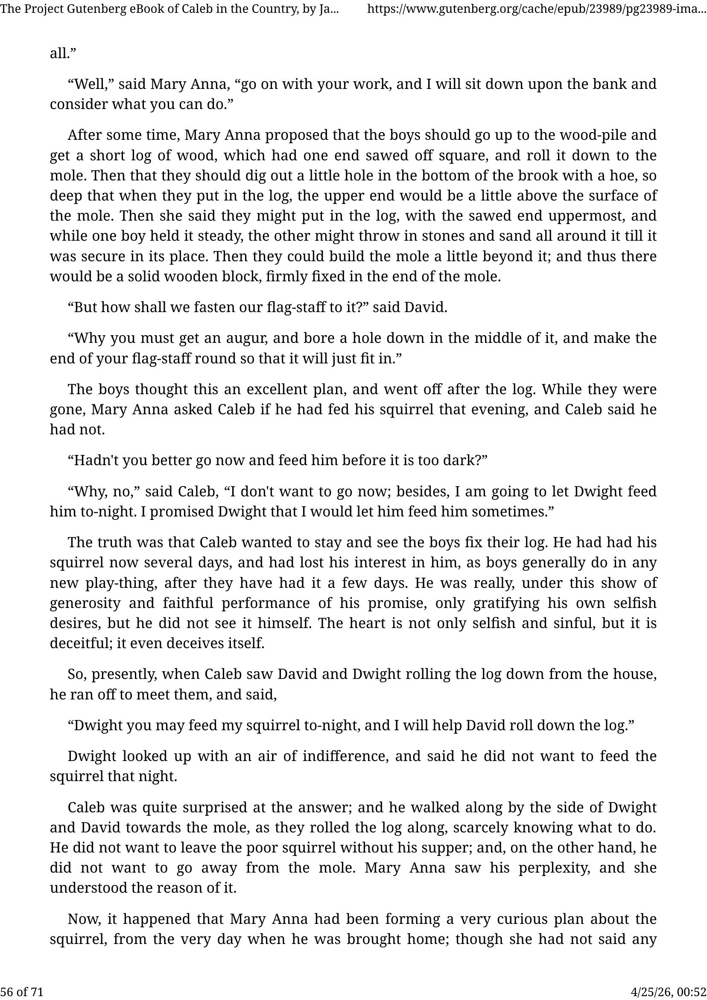 The Project Gutenberg eBook of Caleb in the Country, by Ja... https://www.gutenberg.org/cache/epub/23989/pg23989-ima...
all.”
“Well,” said Mary Anna, “go on with your work, and I will sit down upon the bank and
consider what you can do.”
After some time, Mary Anna proposed that the boys should go up to the wood-pile and
get a short log of wood, which had one end sawed off square, and roll it down to the
mole. Then that they should dig out a little hole in the bottom of the brook with a hoe, so
deep that when they put in the log, the upper end would be a little above the surface of
the mole. Then she said they might put in the log, with the sawed end uppermost, and
while one boy held it steady, the other might throw in stones and sand all around it till it
was secure in its place. Then they could build the mole a little beyond it; and thus there
would be a solid wooden block, firmly fixed in the end of the mole.
“But how shall we fasten our flag-staff to it?” said David.
“Why you must get an augur, and bore a hole down in the middle of it, and make the
end of your flag-staff round so that it will just fit in.”
The boys thought this an excellent plan, and went off after the log. While they were
gone, Mary Anna asked Caleb if he had fed his squirrel that evening, and Caleb said he
had not.
“Hadn't you better go now and feed him before it is too dark?”
“Why, no,” said Caleb, “I don't want to go now; besides, I am going to let Dwight feed
him to-night. I promised Dwight that I would let him feed him sometimes.”
The truth was that Caleb wanted to stay and see the boys fix their log. He had had his
squirrel now several days, and had lost his interest in him, as boys generally do in any
new play-thing, after they have had it a few days. He was really, under this show of
generosity and faithful performance of his promise, only gratifying his own selfish
desires, but he did not see it himself. The heart is not only selfish and sinful, but it is
deceitful; it even deceives itself.
So, presently, when Caleb saw David and Dwight rolling the log down from the house,
he ran off to meet them, and said,
“Dwight you may feed my squirrel to-night, and I will help David roll down the log.”
Dwight looked up with an air of indifference, and said he did not want to feed the
squirrel that night.
Caleb was quite surprised at the answer; and he walked along by the side of Dwight
and David towards the mole, as they rolled the log along, scarcely knowing what to do.
He did not want to leave the poor squirrel without his supper; and, on the other hand, he
did not want to go away from the mole. Mary Anna saw his perplexity, and she
understood the reason of it.
Now, it happened that Mary Anna had been forming a very curious plan about the
squirrel, from the very day when he was brought home; though she had not said any
56 of 71 4/25/26, 00:52